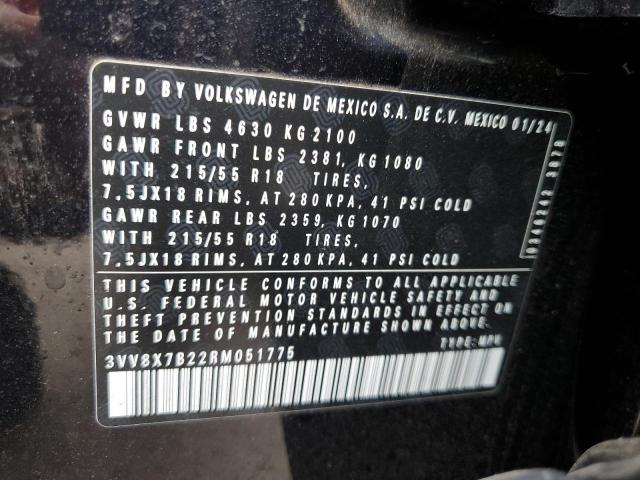 MFD BY VOLKSWAGEN DE MEXICO S.A. DE C.V. MEXICO 01/24
GVWR LBS 4630 KG 2100
GAWR FRONT LBS 2381, KG 1080
WITH 215/55 R18 TIRES,
7.5JX18 RIMS, AT 280 KPA, 41 PSI COLD
GAWR REAR LBS 2359, KG 1070
WITH 215/55 R18 TIRES,
7.5JX18 RIMS, AT 280 KPA, 41 PSI COLD
THIS VEHICLE CONFORMS TO ALL APPLICABLE
U.S. FEDERAL MOTOR VEHICLE SAFETY AND
THEFT PREVENTION STANDARDS IN EFFECT ON
THE DATE OF MANUFACTURE SHOWN ABOVE.
TYPE: MPV
3VV8X7B22RM051775